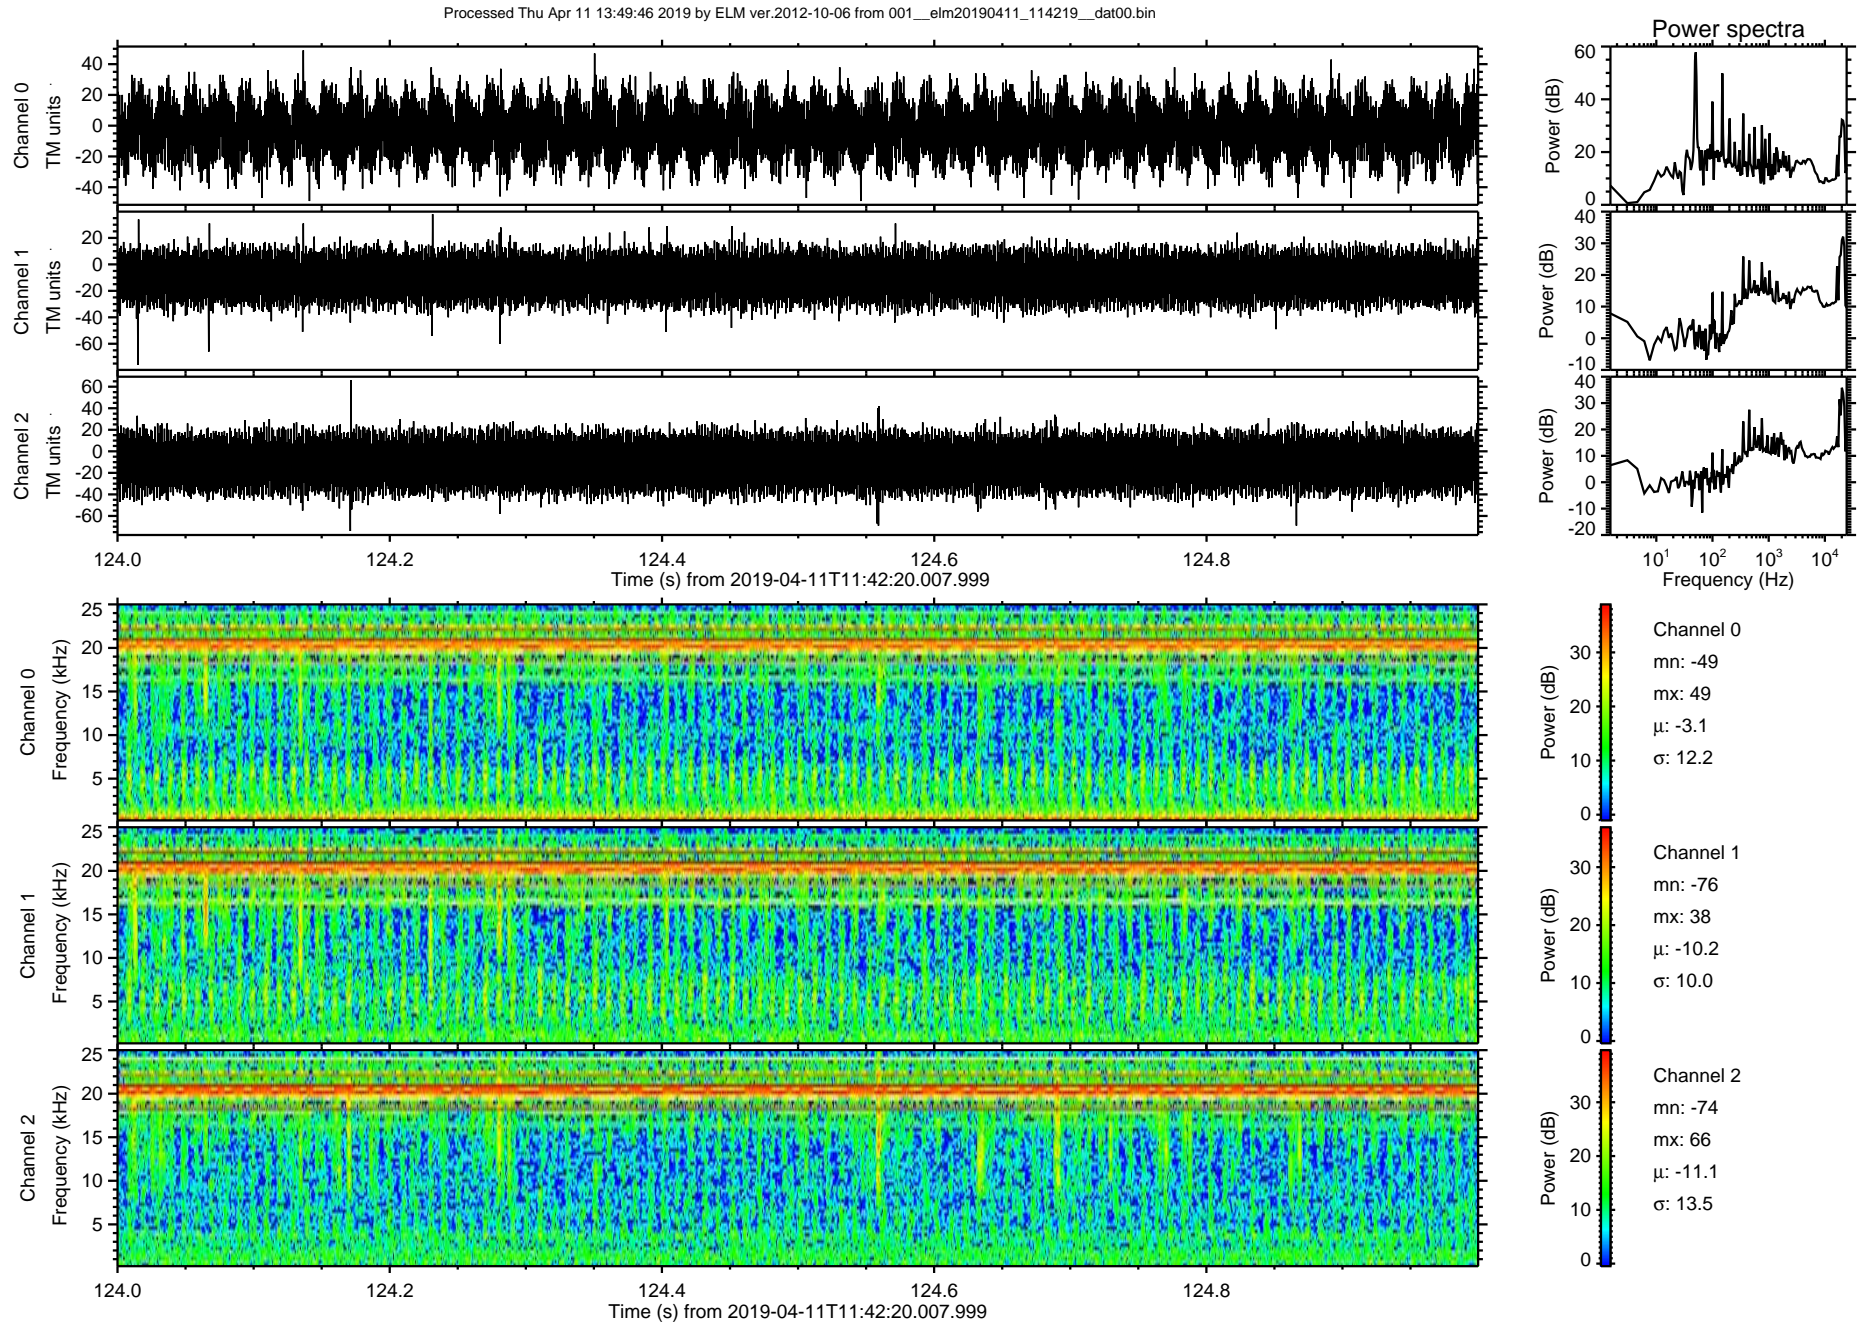 Processed Thu Apr 11 13:49:46 2019 by ELM ver.2012-10-06 from 001__elm20190411_114219__dat00.bin
Power spectra
Channel 0
TM units
40
20
0
-20
-40
Power (dB)
60
40
20
0
Channel 1
TM units
20
0
-20
-40
-60
Power (dB)
40
30
20
10
0
-10
Channel 2
TM units
60
40
20
0
-20
-40
-60
Power (dB)
40
30
20
10
0
-10
-20
124.0 124.2 124.4 124.6 124.8
Time (s) from 2019-04-11T11:42:20.007.999
10¹ 10² 10³ 10⁴
Frequency (Hz)
Channel 0
Frequency (kHz)
25
20
15
10
5
Power (dB)
30
20
10
0
Channel 0
mn: -49
mx: 49
μ: -3.1
σ: 12.2
Channel 1
Frequency (kHz)
25
20
15
10
5
Power (dB)
30
20
10
0
Channel 1
mn: -76
mx: 38
μ: -10.2
σ: 10.0
Channel 2
Frequency (kHz)
25
20
15
10
5
Power (dB)
30
20
10
0
Channel 2
mn: -74
mx: 66
μ: -11.1
σ: 13.5
124.0 124.2 124.4 124.6 124.8
Time (s) from 2019-04-11T11:42:20.007.999